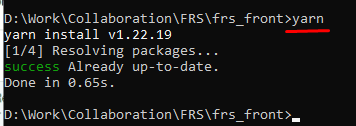 D:\Work\Collaboration\FRS\frs_front>yarn
yarn install v1.22.19
[1/4] Resolving packages...
success Already up-to-date.
Done in 0.65s.
D:\Work\Collaboration\FRS\frs_front>